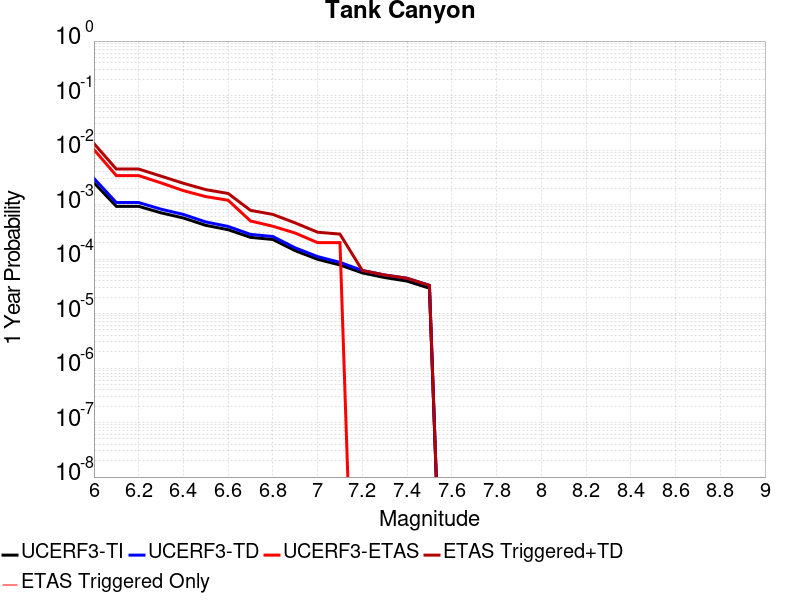 Tank Canyon
10^0
10^-1
10^-2
10^-3
10^-4
10^-5
10^-6
10^-7
10^-8
1 Year Probability
6 6.2 6.4 6.6 6.8 7 7.2 7.4 7.6 7.8 8 8.2 8.4 8.6 8.8 9
Magnitude
UCERF3-TI UCERF3-TD UCERF3-ETAS ETAS Triggered+TD
ETAS Triggered Only